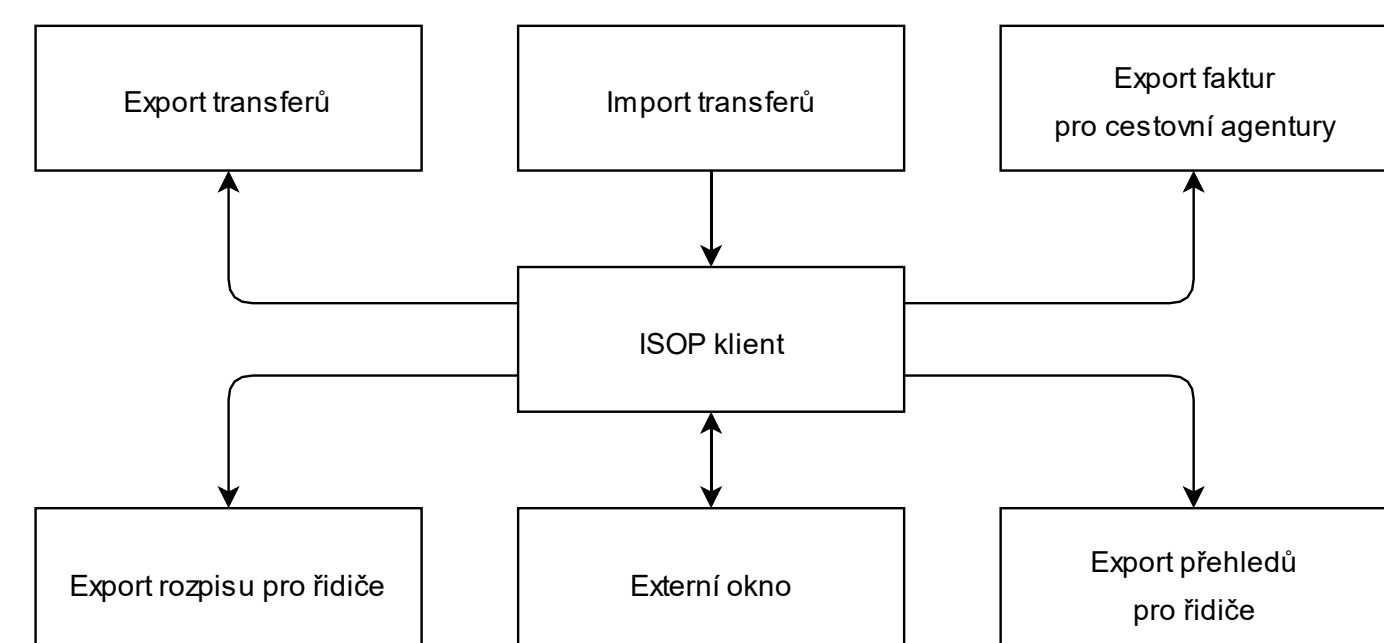 Export transferů
Import transferů
Export faktur
pro cestovní agentury
ISOP klient
Export rozpisu pro řidiče
Externí okno
Export přehledů
pro řidiče